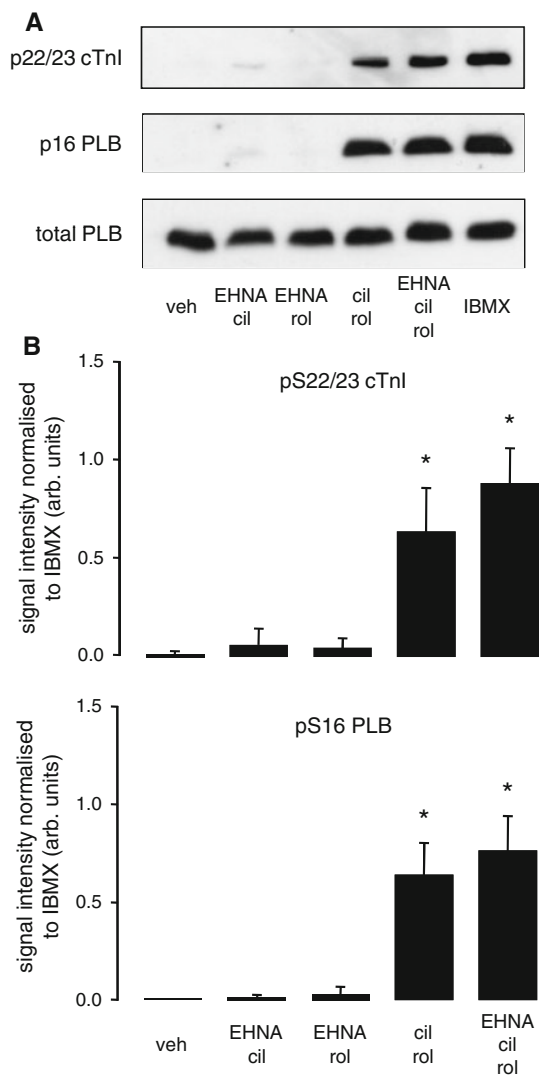 A
p22/23 cTnI
p16 PLB
total PLB
veh
EHNA
cil
EHNA
rol
cil
rol
EHNA
cil
rol
IBMX
B
pS22/23 cTnI
signal intensity normalised
to IBMX (arb. units)
1.5
1.0
0.5
0.0
*
*
pS16 PLB
signal intensity normalised
to IBMX (arb. units)
1.5
1.0
0.5
0.0
*
*
veh
EHNA
cil
EHNA
rol
cil
rol
EHNA
cil
rol